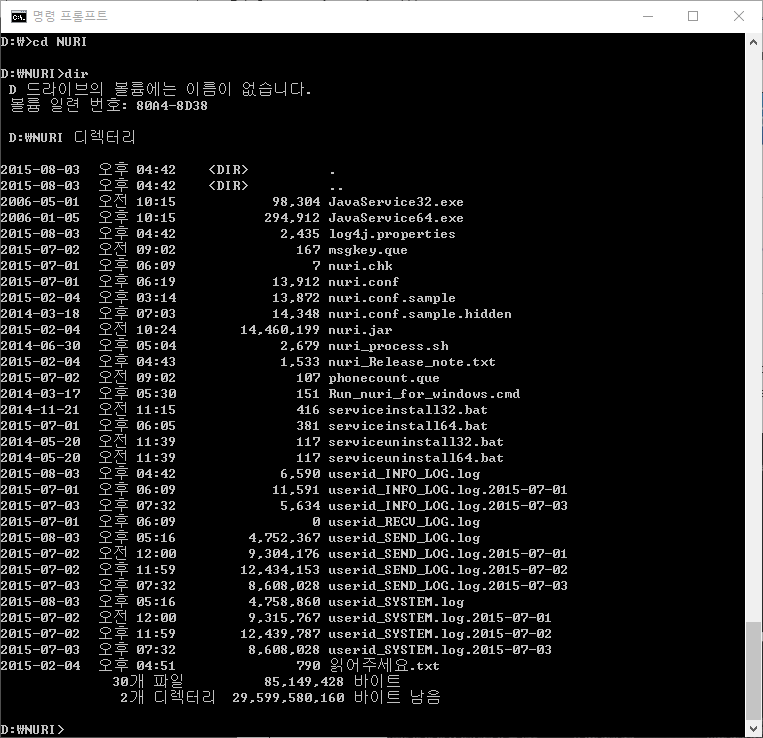 명령 프롬프트
D:₩>cd NURI
D:₩NURI>dir
D 드라이브의 볼륨에는 이름이 없습니다.
볼륨 일련 번호: 80A4-8D38
D:₩NURI 디렉터리
2015-08-03 오후 04:42 <DIR> .
2015-08-03 오후 04:42 <DIR> ..
2006-05-01 오전 10:15 98,304 JavaService32.exe
2006-01-05 오후 10:15 294,912 JavaService64.exe
2015-08-03 오후 04:42 2,435 log4j.properties
2015-07-02 오전 09:02 167 msgkey.que
2015-07-01 오후 06:09 7 nuri.chk
2015-07-01 오후 06:19 13,912 nuri.conf
2015-02-04 오후 03:14 13,872 nuri.conf.sample
2014-03-18 오후 07:03 14,348 nuri.conf.sample.hidden
2015-02-04 오전 10:24 14,460,199 nuri.jar
2014-06-30 오후 05:04 2,679 nuri_process.sh
2015-02-04 오후 04:43 1,533 nuri_Release_note.txt
2015-07-02 오전 09:02 107 phonecount.que
2014-03-17 오후 05:30 151 Run_nuri_for_windows.cmd
2014-11-21 오전 11:15 416 serviceinstall32.bat
2015-07-01 오후 06:05 381 serviceinstall64.bat
2014-05-20 오전 11:39 117 serviceuninstall32.bat
2014-05-20 오전 11:39 117 serviceuninstall64.bat
2015-08-03 오후 04:42 6,590 userid_INFO_LOG.log
2015-07-01 오후 06:09 11,591 userid_INFO_LOG.log.2015-07-01
2015-07-03 오후 07:32 5,634 userid_INFO_LOG.log.2015-07-03
2015-07-01 오후 06:09 0 userid_RECV_LOG.log
2015-08-03 오후 05:16 4,752,367 userid_SEND_LOG.log
2015-07-02 오전 12:00 9,304,176 userid_SEND_LOG.log.2015-07-01
2015-07-02 오후 11:59 12,434,153 userid_SEND_LOG.log.2015-07-02
2015-07-03 오후 07:32 8,608,028 userid_SEND_LOG.log.2015-07-03
2015-08-03 오후 05:16 4,758,860 userid_SYSTEM.log
2015-07-02 오전 12:00 9,315,767 userid_SYSTEM.log.2015-07-01
2015-07-02 오후 11:59 12,439,787 userid_SYSTEM.log.2015-07-02
2015-07-03 오후 07:32 8,608,028 userid_SYSTEM.log.2015-07-03
2015-02-04 오후 04:51 790 읽어주세요.txt
30개 파일 85,149,428 바이트
2개 디렉터리 29,599,580,160 바이트 남음
D:₩NURI>